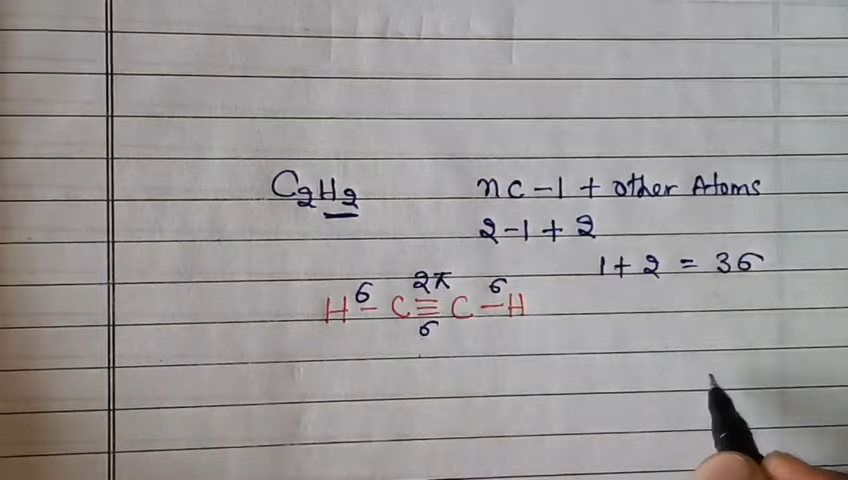 C₂H₂ nc-1 + other Atoms
2-1+2
1+2 = 3σ
σ 2π σ
H-C≡C-H
σ